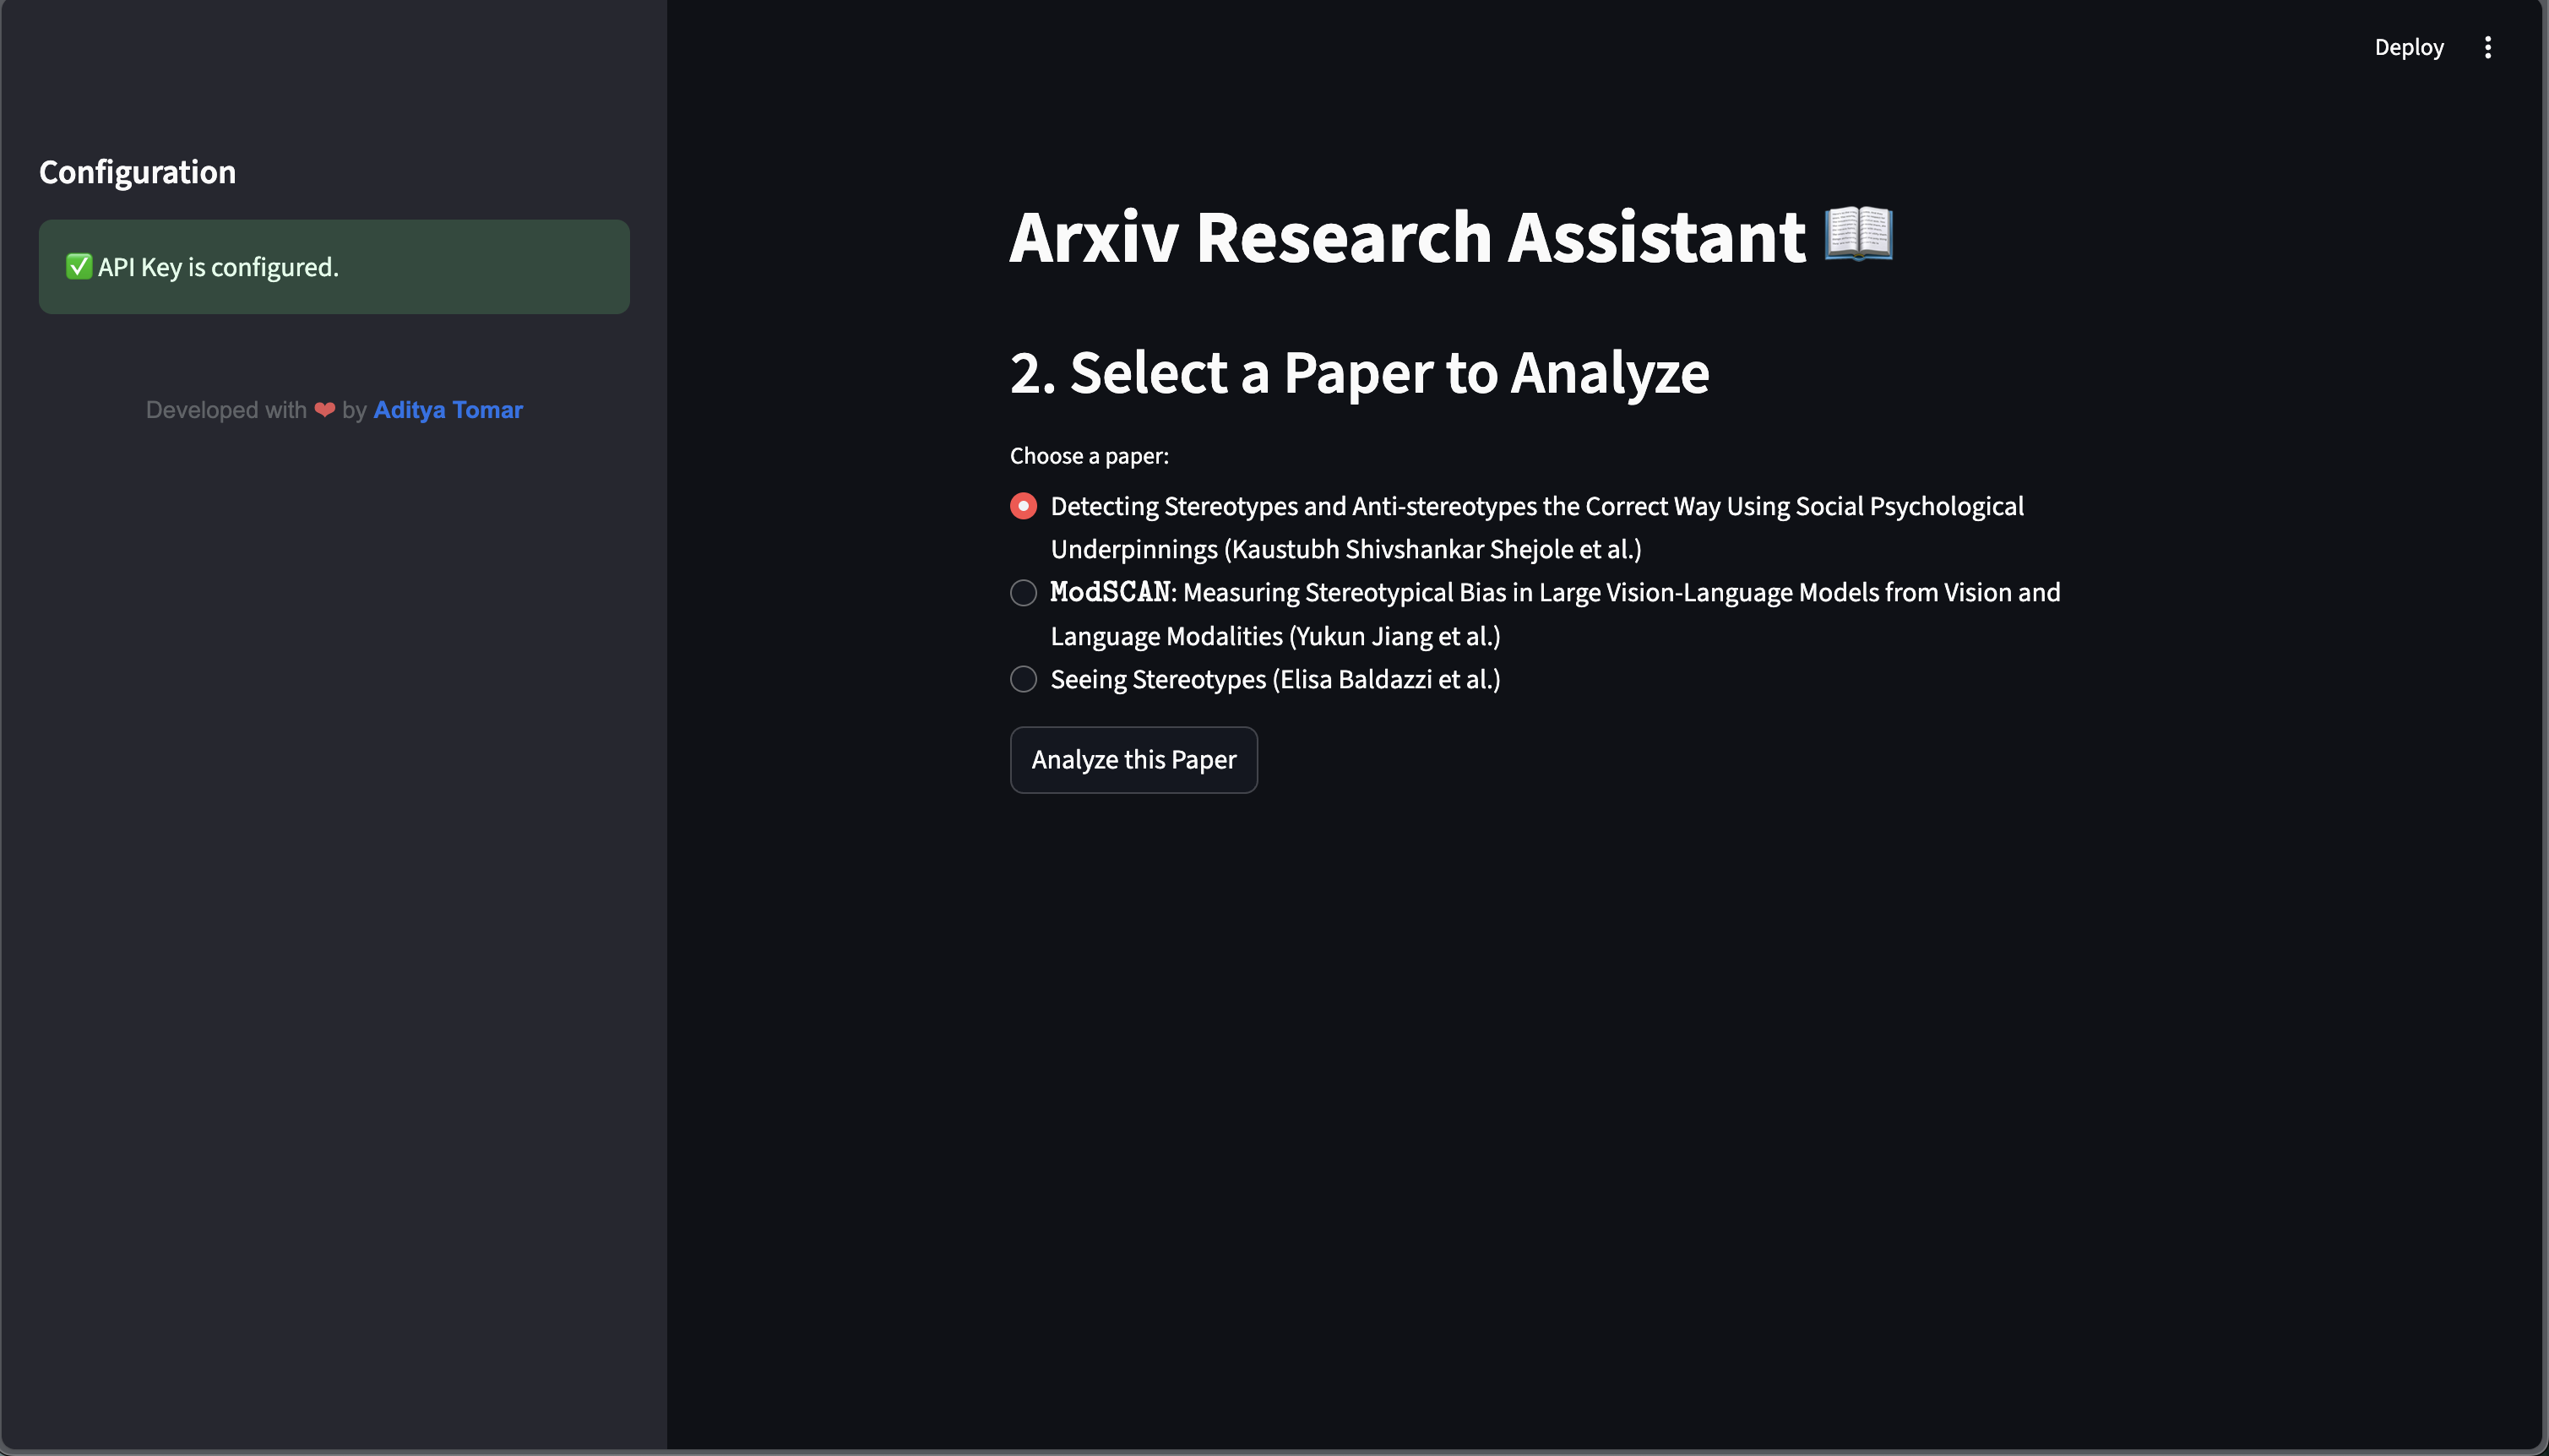 Deploy
Configuration
✅ API Key is configured.
Developed with ❤ by Aditya Tomar
Arxiv Research Assistant 📖
2. Select a Paper to Analyze
Choose a paper:
Detecting Stereotypes and Anti-stereotypes the Correct Way Using Social Psychological
Underpinnings (Kaustubh Shivshankar Shejole et al.)
ModSCAN: Measuring Stereotypical Bias in Large Vision-Language Models from Vision and
Language Modalities (Yukun Jiang et al.)
Seeing Stereotypes (Elisa Baldazzi et al.)
Analyze this Paper